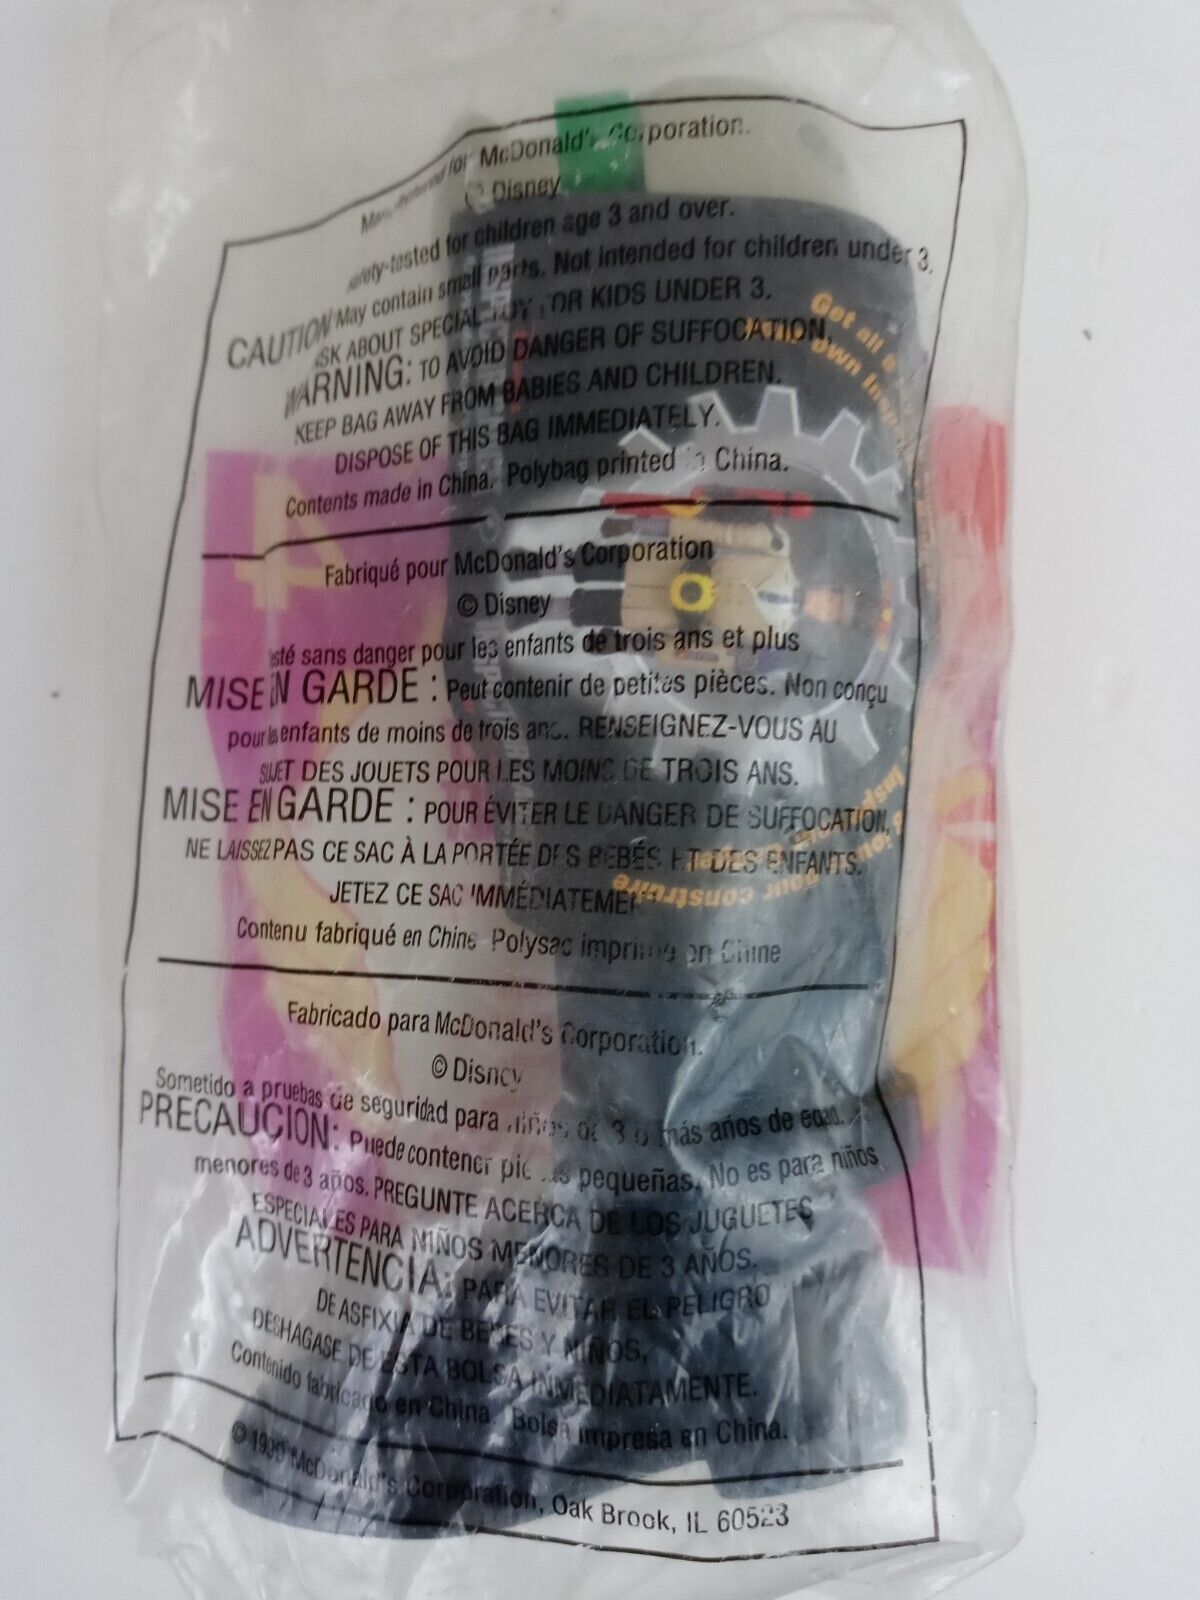 Manufactured for McDonald's Corporation.
© Disney
Safety-tested for children age 3 and over.
CAUTION May contain small parts. Not intended for children under 3.
ASK ABOUT SPECIAL TOY FOR KIDS UNDER 3.
WARNING: TO AVOID DANGER OF SUFFOCATION,
KEEP BAG AWAY FROM BABIES AND CHILDREN.
DISPOSE OF THIS BAG IMMEDIATELY.
Contents made in China. Polybag printed in China.
Fabriqué pour McDonald's Corporation
© Disney
sté sans danger pour les enfants de trois ans et plus
MISE EN GARDE : Peut contenir de petites pièces. Non conçu
pour les enfants de moins de trois ans. RENSEIGNEZ-VOUS AU
SUJET DES JOUETS POUR LES MOINS DE TROIS ANS.
MISE EN GARDE : POUR ÉVITER LE DANGER DE SUFFOCATION,
NE LAISSEZ PAS CE SAC À LA PORTÉE DES BEBÉS ET DES ENFANTS.
JETEZ CE SAC IMMÉDIATEMENT
Contenu fabriqué en Chine Polysac imprimé en Chine
Fabricado para McDonald's Corporation.
© Disney
Sometido a pruebas de seguridad para niños de 3 o más años de edad.
PRECAUCION: Puede contener piezas pequeñas. No es para niños
menores de 3 años. PREGUNTE ACERCA DE LOS JUGUETES
ESPECIALES PARA NIÑOS MENORES DE 3 AÑOS.
ADVERTENCIA: PARA EVITAR EL PELIGRO
DE ASFIXIA DE BEBES Y NIÑOS,
DESHAGASE DE ESTA BOLSA INMEDIATAMENTE.
Contenido fabricado en China. Bolsa impresa en China.
© 1999 McDonald's Corporation, Oak Brook, IL 60523
Get all
own
pour construire
4